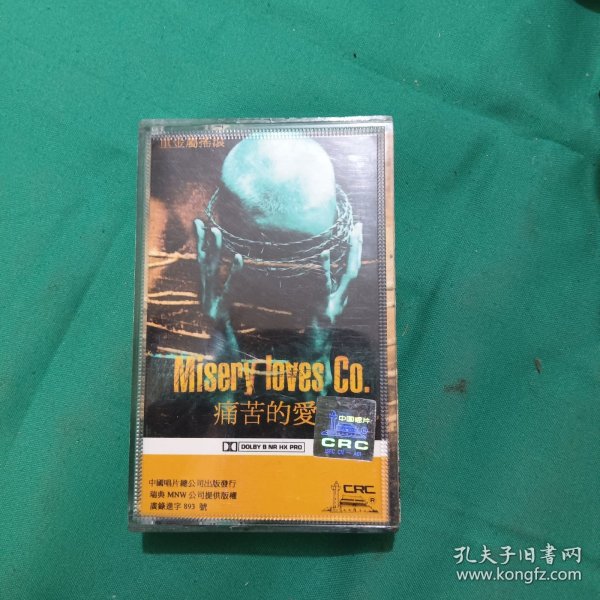 重金屬搖滾
Misery loves Co.
痛苦的愛
中國唱片
CRC
DOLBY B NR HX PRO
中國唱片總公司出版發行
瑞典 MNW 公司提供版權
CRC
R
廣錄進字 893 號
孔夫子旧书网
www.kongfz.com